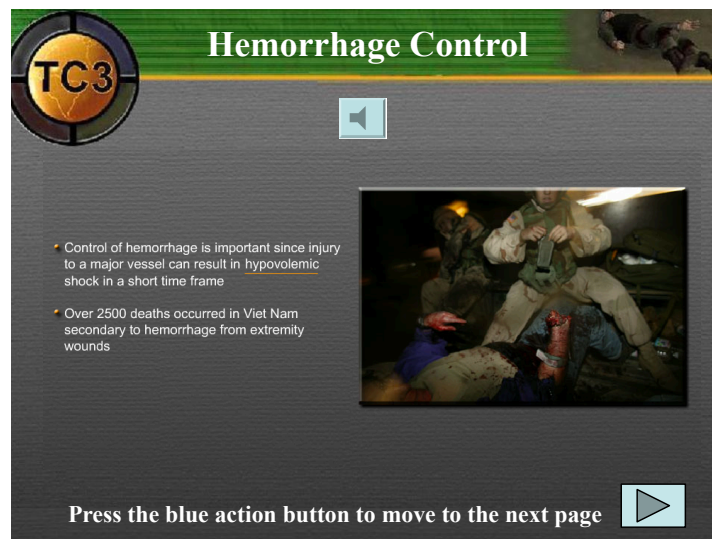 Hemorrhage Control
TC3
Control of hemorrhage is important since injury
to a major vessel can result in hypovolemic
shock in a short time frame
Over 2500 deaths occurred in Viet Nam
secondary to hemorrhage from extremity
wounds
Press the blue action button to move to the next page